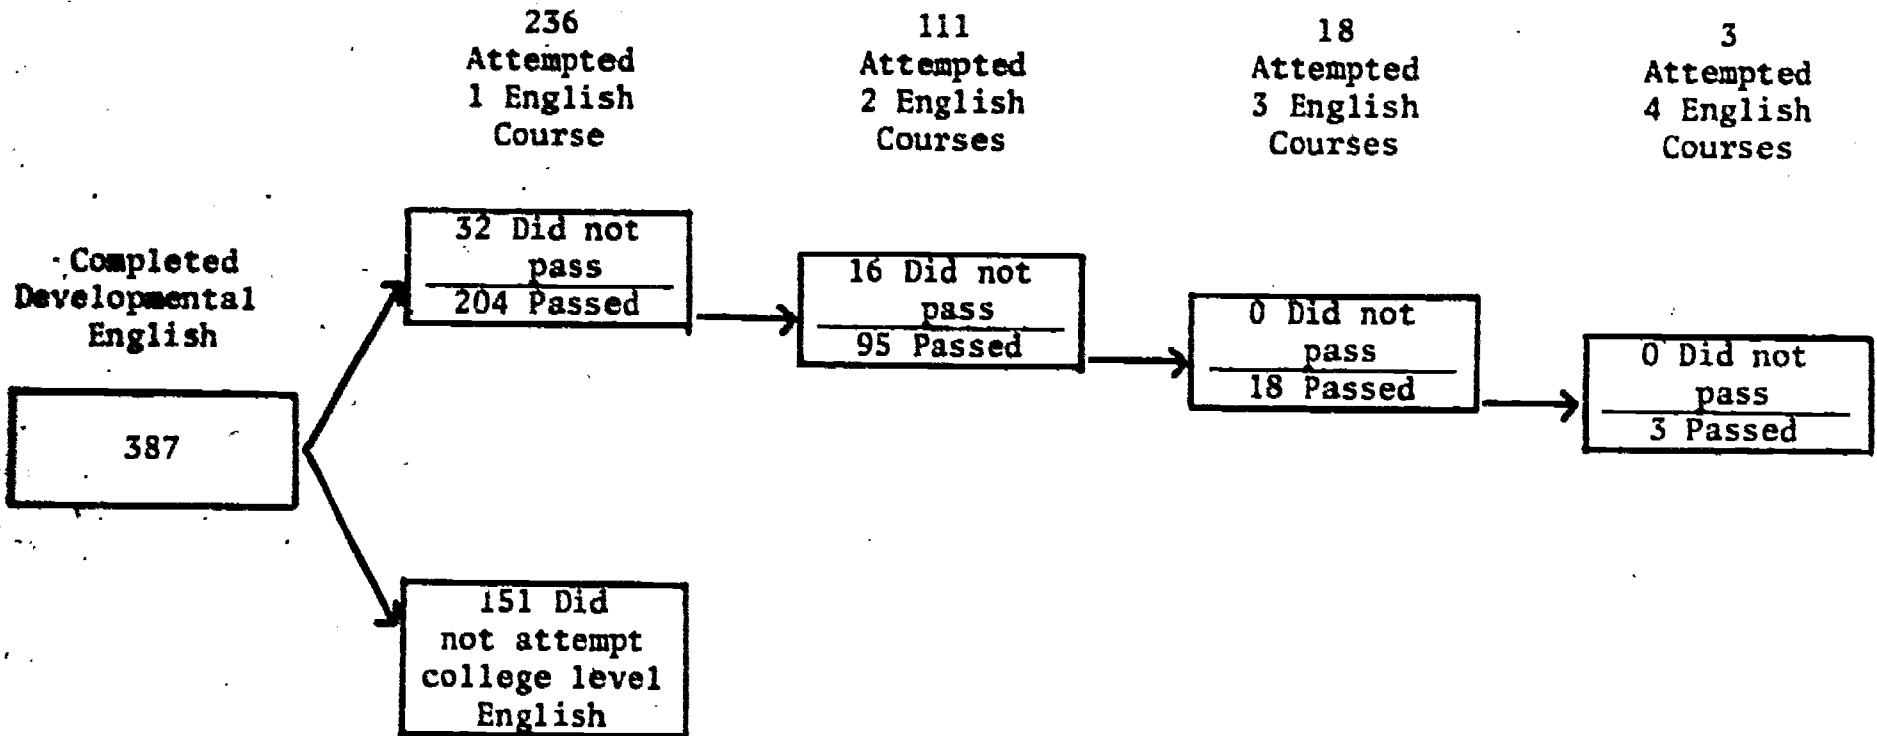 236
Attempted
1 English
Course
111
Attempted
2 English
Courses
18
Attempted
3 English
Courses
3
Attempted
4 English
Courses
Completed
Developmental
English
387
32 Did not
pass
204 Passed
16 Did not
pass
95 Passed
0 Did not
pass
18 Passed
0 Did not
pass
3 Passed
151 Did
not attempt
college level
English